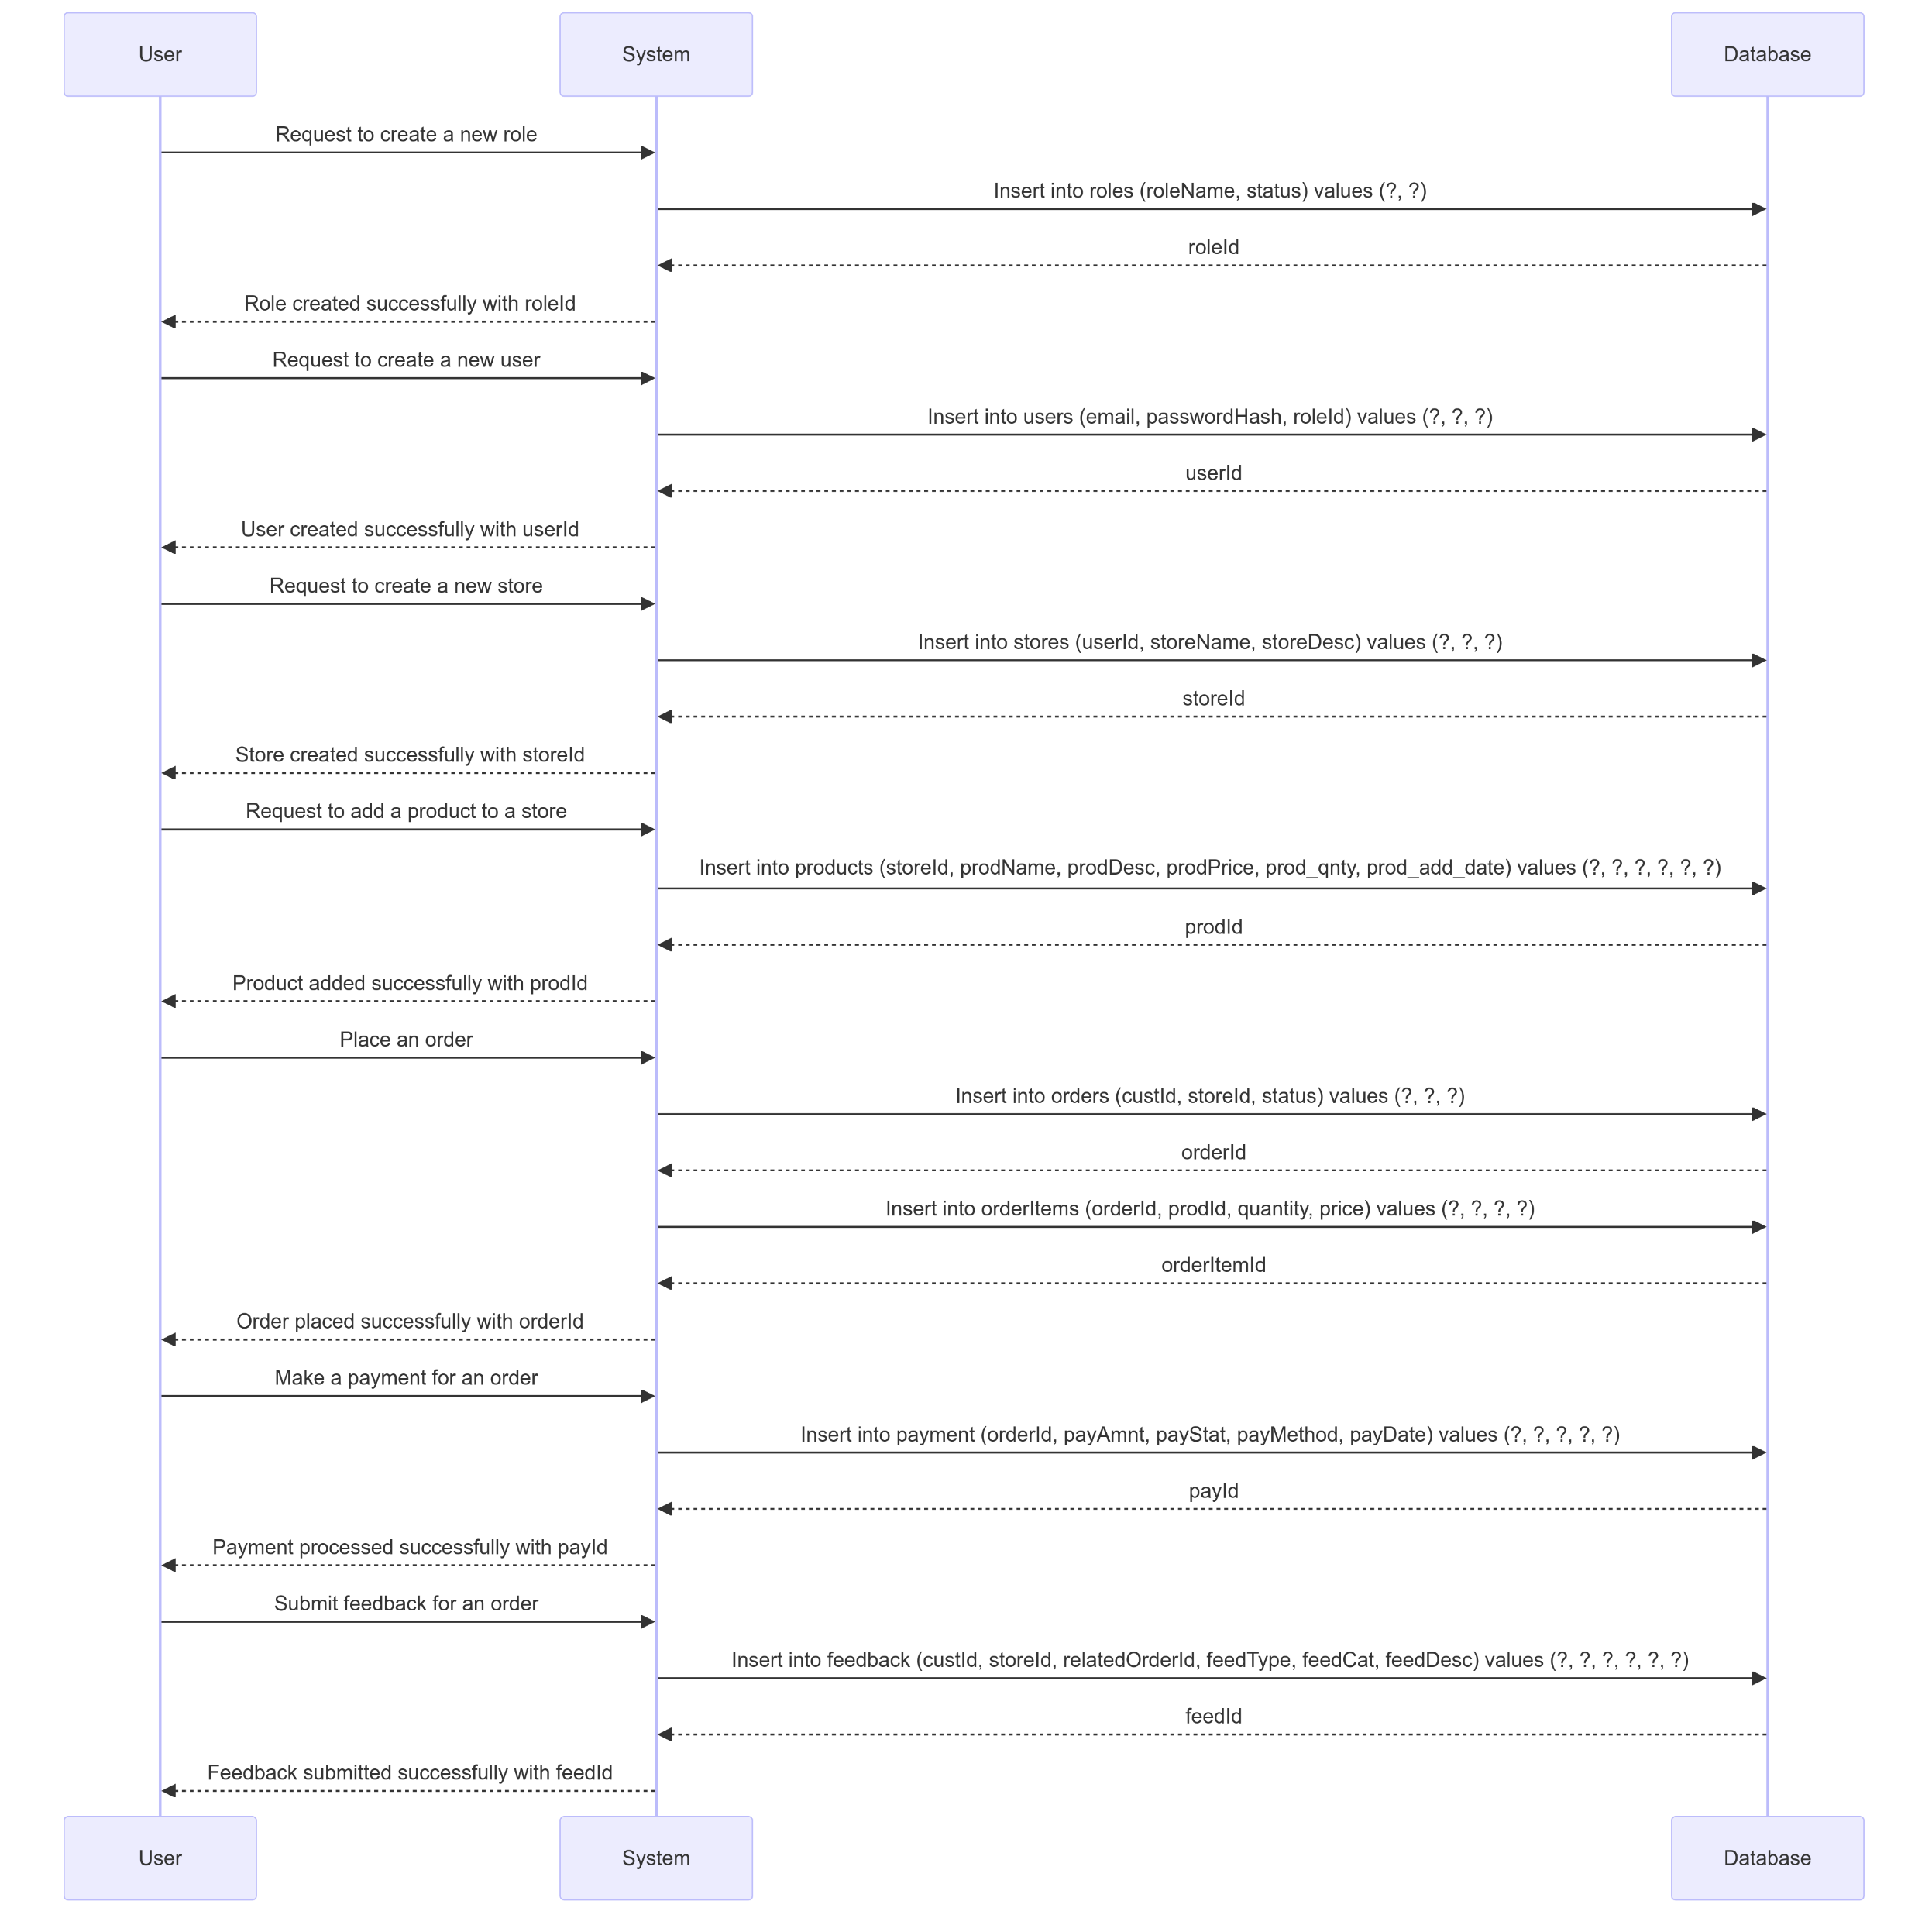 User
System
Database
Request to create a new role
Insert into roles (roleName, status) values (?, ?)
roleId
Role created successfully with roleId
Request to create a new user
Insert into users (email, passwordHash, roleId) values (?, ?, ?)
userId
User created successfully with userId
Request to create a new store
Insert into stores (userId, storeName, storeDesc) values (?, ?, ?)
storeId
Store created successfully with storeId
Request to add a product to a store
Insert into products (storeId, prodName, prodDesc, prodPrice, prod_qnty, prod_add_date) values (?, ?, ?, ?, ?, ?)
prodId
Product added successfully with prodId
Place an order
Insert into orders (custId, storeId, status) values (?, ?, ?)
orderId
Insert into orderItems (orderId, prodId, quantity, price) values (?, ?, ?, ?)
orderItemId
Order placed successfully with orderId
Make a payment for an order
Insert into payment (orderId, payAmnt, payStat, payMethod, payDate) values (?, ?, ?, ?, ?)
payId
Payment processed successfully with payId
Submit feedback for an order
Insert into feedback (custId, storeId, relatedOrderId, feedType, feedCat, feedDesc) values (?, ?, ?, ?, ?, ?)
feedId
Feedback submitted successfully with feedId
User
System
Database